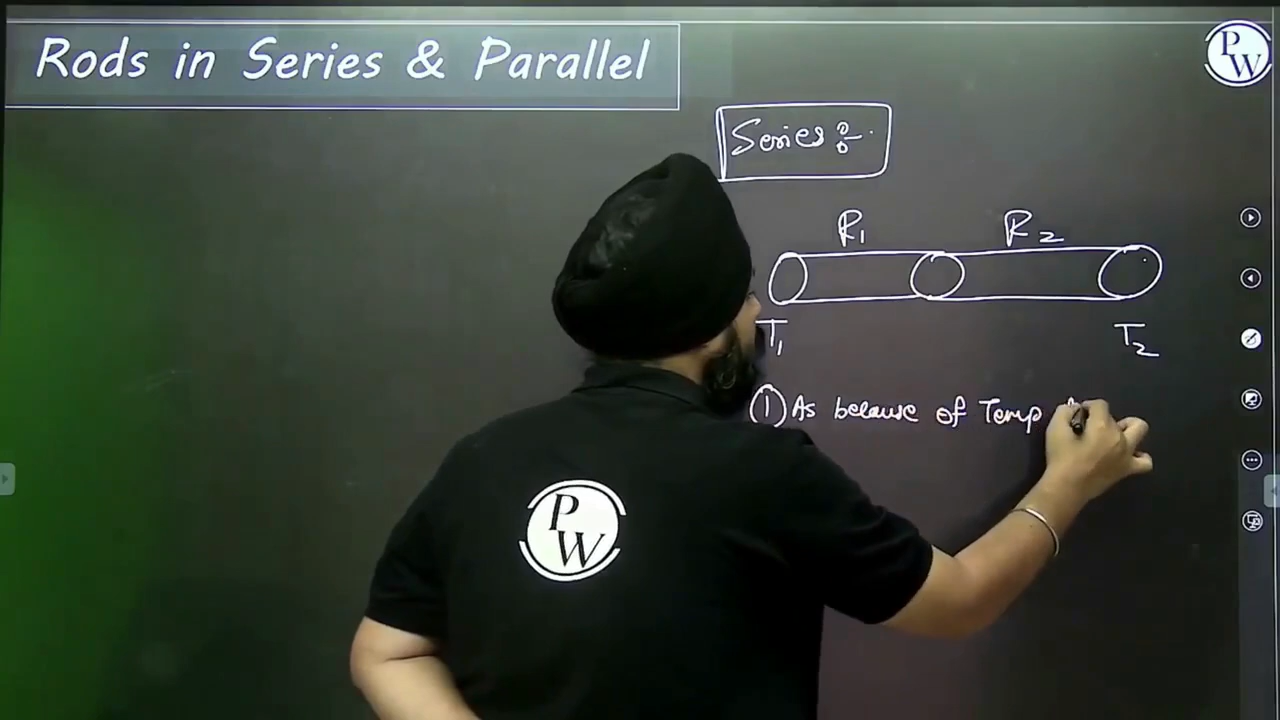 Rods in Series & Parallel
PW
Series :-
R1 R2
T1 T2
① As because of Temp
PW